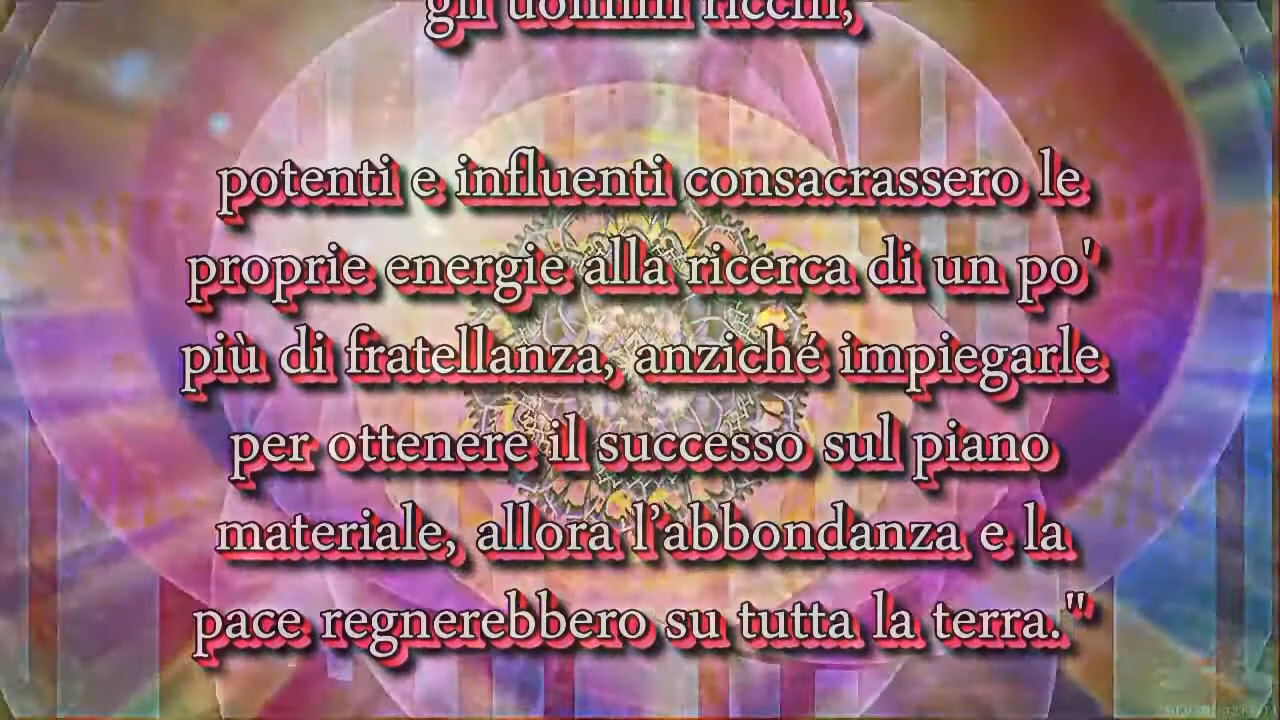 gli uomini ricchi,
potenti e influenti consacrassero le
proprie energie alla ricerca di un po'
più di fratellanza, anziché impiegarle
per ottenere il successo sul piano
materiale, allora l’abbondanza e la
pace regnerebbero su tutta la terra."